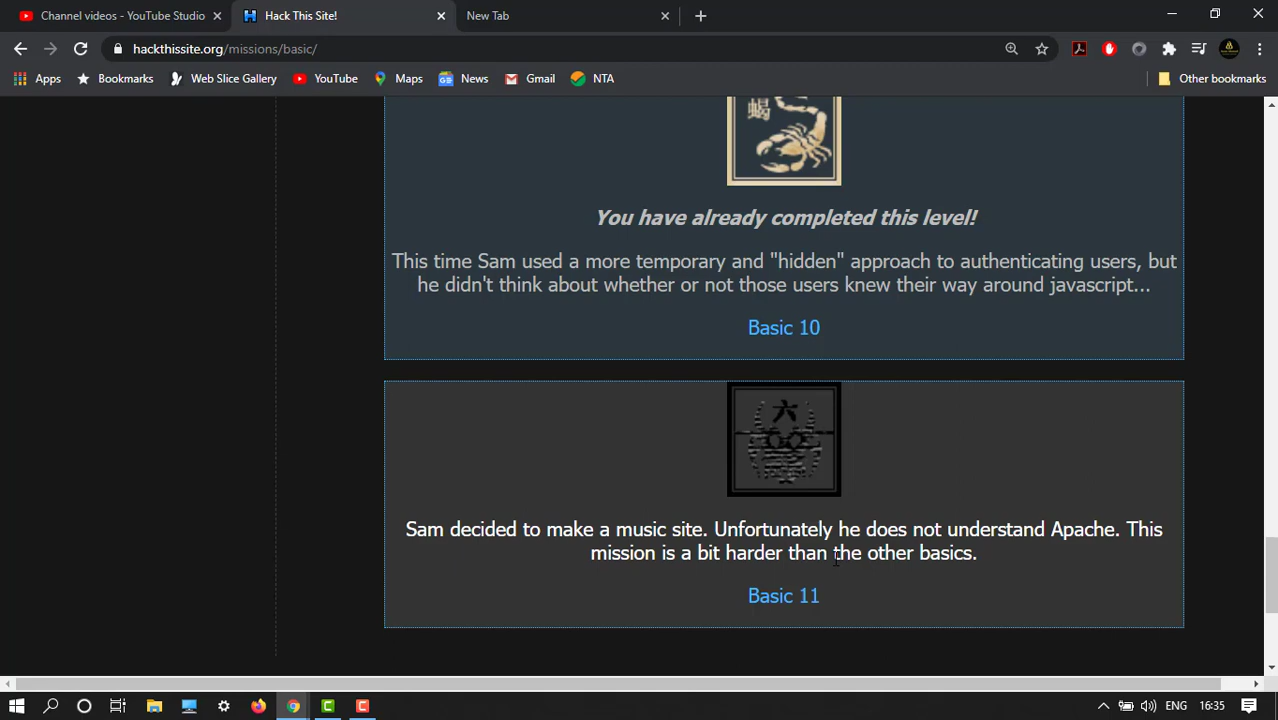 Channel videos - YouTube Studio
Hack This Site!
New Tab
hackthissite.org/missions/basic/
Apps
Bookmarks
Web Slice Gallery
YouTube
Maps
News
Gmail
NTA
Other bookmarks
蝎
You have already completed this level!
This time Sam used a more temporary and "hidden" approach to authenticating users, but
he didn't think about whether or not those users knew their way around javascript...
Basic 10
六
Sam decided to make a music site. Unfortunately he does not understand Apache. This
mission is a bit harder than the other basics.
Basic 11
ENG
16:35